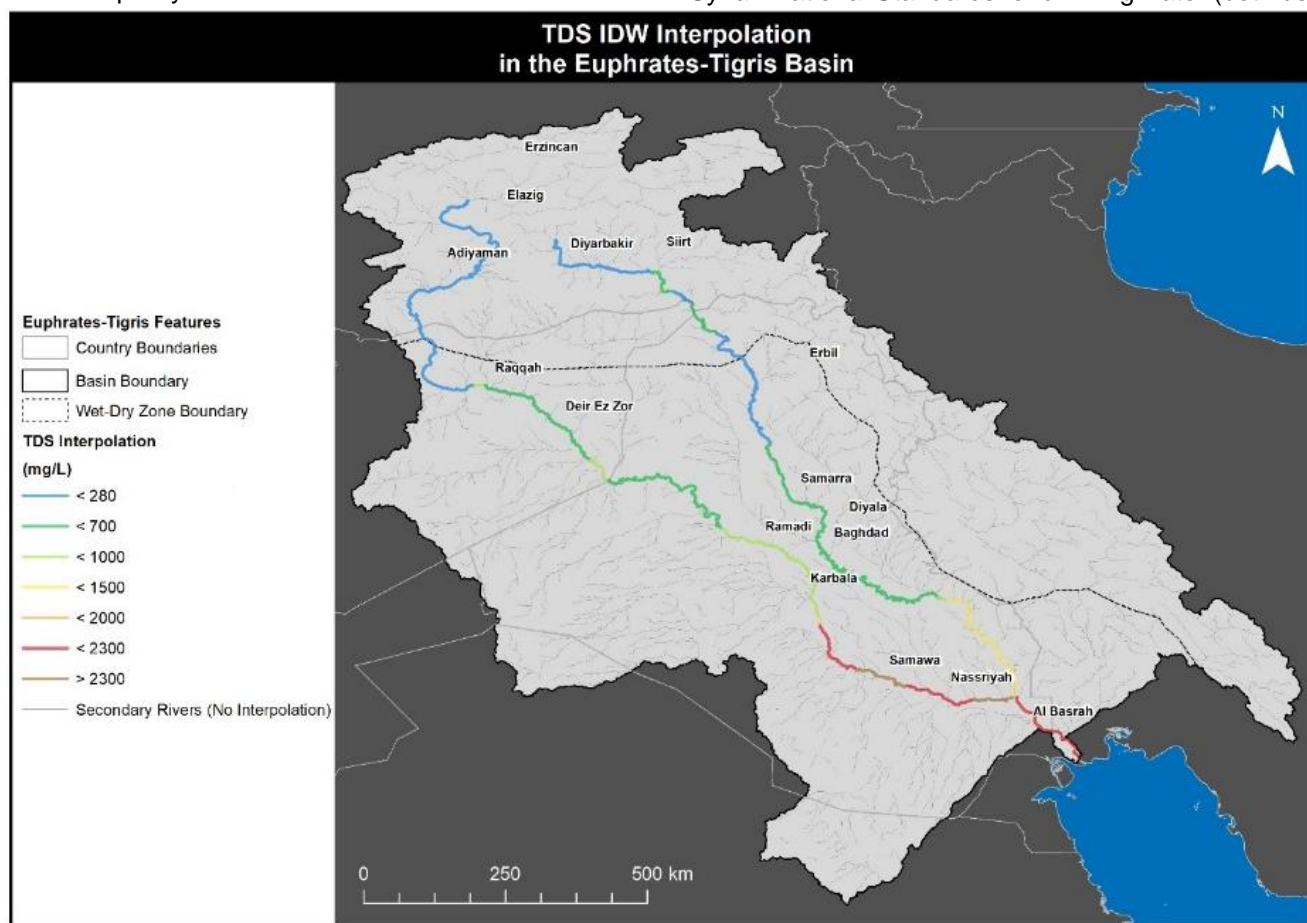 TDS IDW Interpolation
in the Euphrates-Tigris Basin
N
Erzincan
Elazig
Diyarbakir
Siirt
Adiyaman
Erbil
Raqqah
Deir Ez Zor
Samarra
Diyala
Ramadi
Baghdad
Karbala
Samawa
Nassriyah
Al Basrah
Euphrates-Tigris Features
Country Boundaries
Basin Boundary
Wet-Dry Zone Boundary
TDS Interpolation
(mg/L)
< 280
< 700
< 1000
< 1500
< 2000
< 2300
> 2300
Secondary Rivers (No Interpolation)
0 250 500 km